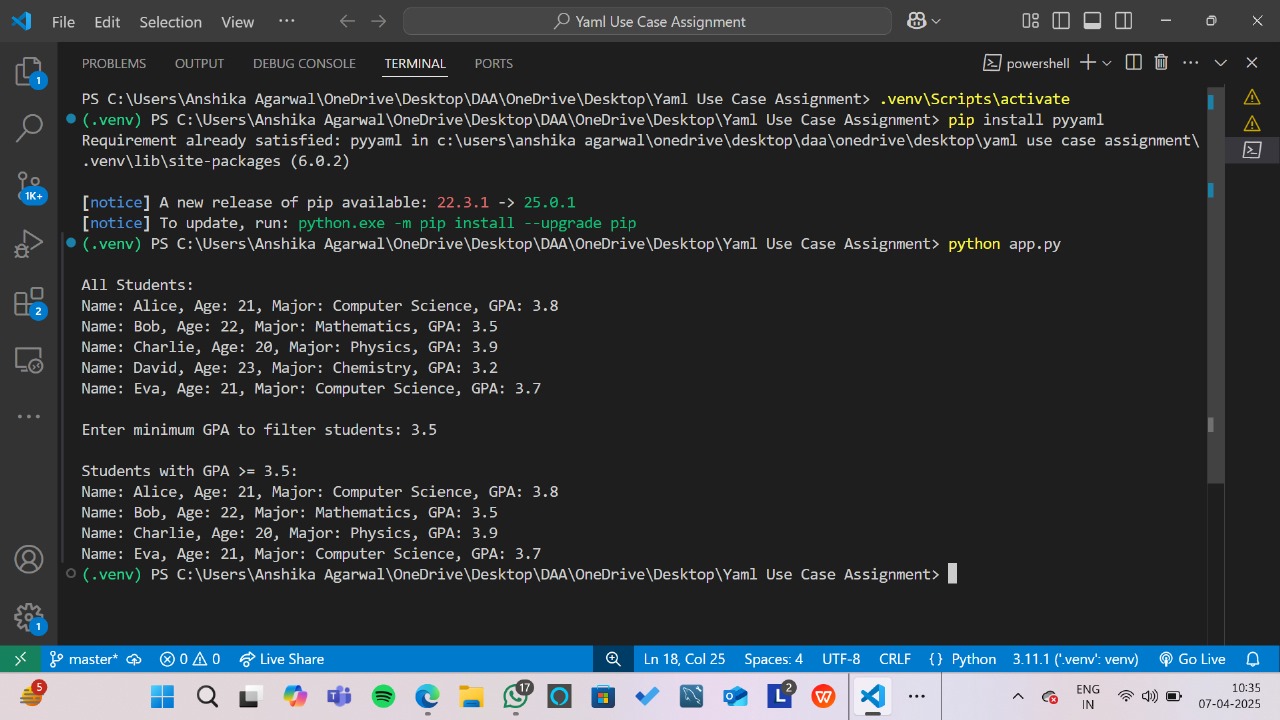 File Edit Selection View ··· Yaml Use Case Assignment
PROBLEMS OUTPUT DEBUG CONSOLE TERMINAL PORTS powershell
PS C:\Users\Anshika Agarwal\OneDrive\Desktop\DAA\OneDrive\Desktop\Yaml Use Case Assignment> .venv\Scripts\activate
(.venv) PS C:\Users\Anshika Agarwal\OneDrive\Desktop\DAA\OneDrive\Desktop\Yaml Use Case Assignment> pip install pyyaml
Requirement already satisfied: pyyaml in c:\users\anshika agarwal\onedrive\desktop\daa\onedrive\desktop\yaml use case assignment\
.venv\lib\site-packages (6.0.2)
[notice] A new release of pip available: 22.3.1 -> 25.0.1
[notice] To update, run: python.exe -m pip install --upgrade pip
(.venv) PS C:\Users\Anshika Agarwal\OneDrive\Desktop\DAA\OneDrive\Desktop\Yaml Use Case Assignment> python app.py
All Students:
Name: Alice, Age: 21, Major: Computer Science, GPA: 3.8
Name: Bob, Age: 22, Major: Mathematics, GPA: 3.5
Name: Charlie, Age: 20, Major: Physics, GPA: 3.9
Name: David, Age: 23, Major: Chemistry, GPA: 3.2
Name: Eva, Age: 21, Major: Computer Science, GPA: 3.7
Enter minimum GPA to filter students: 3.5
Students with GPA >= 3.5:
Name: Alice, Age: 21, Major: Computer Science, GPA: 3.8
Name: Bob, Age: 22, Major: Mathematics, GPA: 3.5
Name: Charlie, Age: 20, Major: Physics, GPA: 3.9
Name: Eva, Age: 21, Major: Computer Science, GPA: 3.7
(.venv) PS C:\Users\Anshika Agarwal\OneDrive\Desktop\DAA\OneDrive\Desktop\Yaml Use Case Assignment>
1
1K+
2
1
master* 0 0 Live Share Ln 18, Col 25 Spaces: 4 UTF-8 CRLF {} Python 3.11.1 ('.venv': venv) Go Live
5 17 L 2 W ENG 10:35
IN 07-04-2025